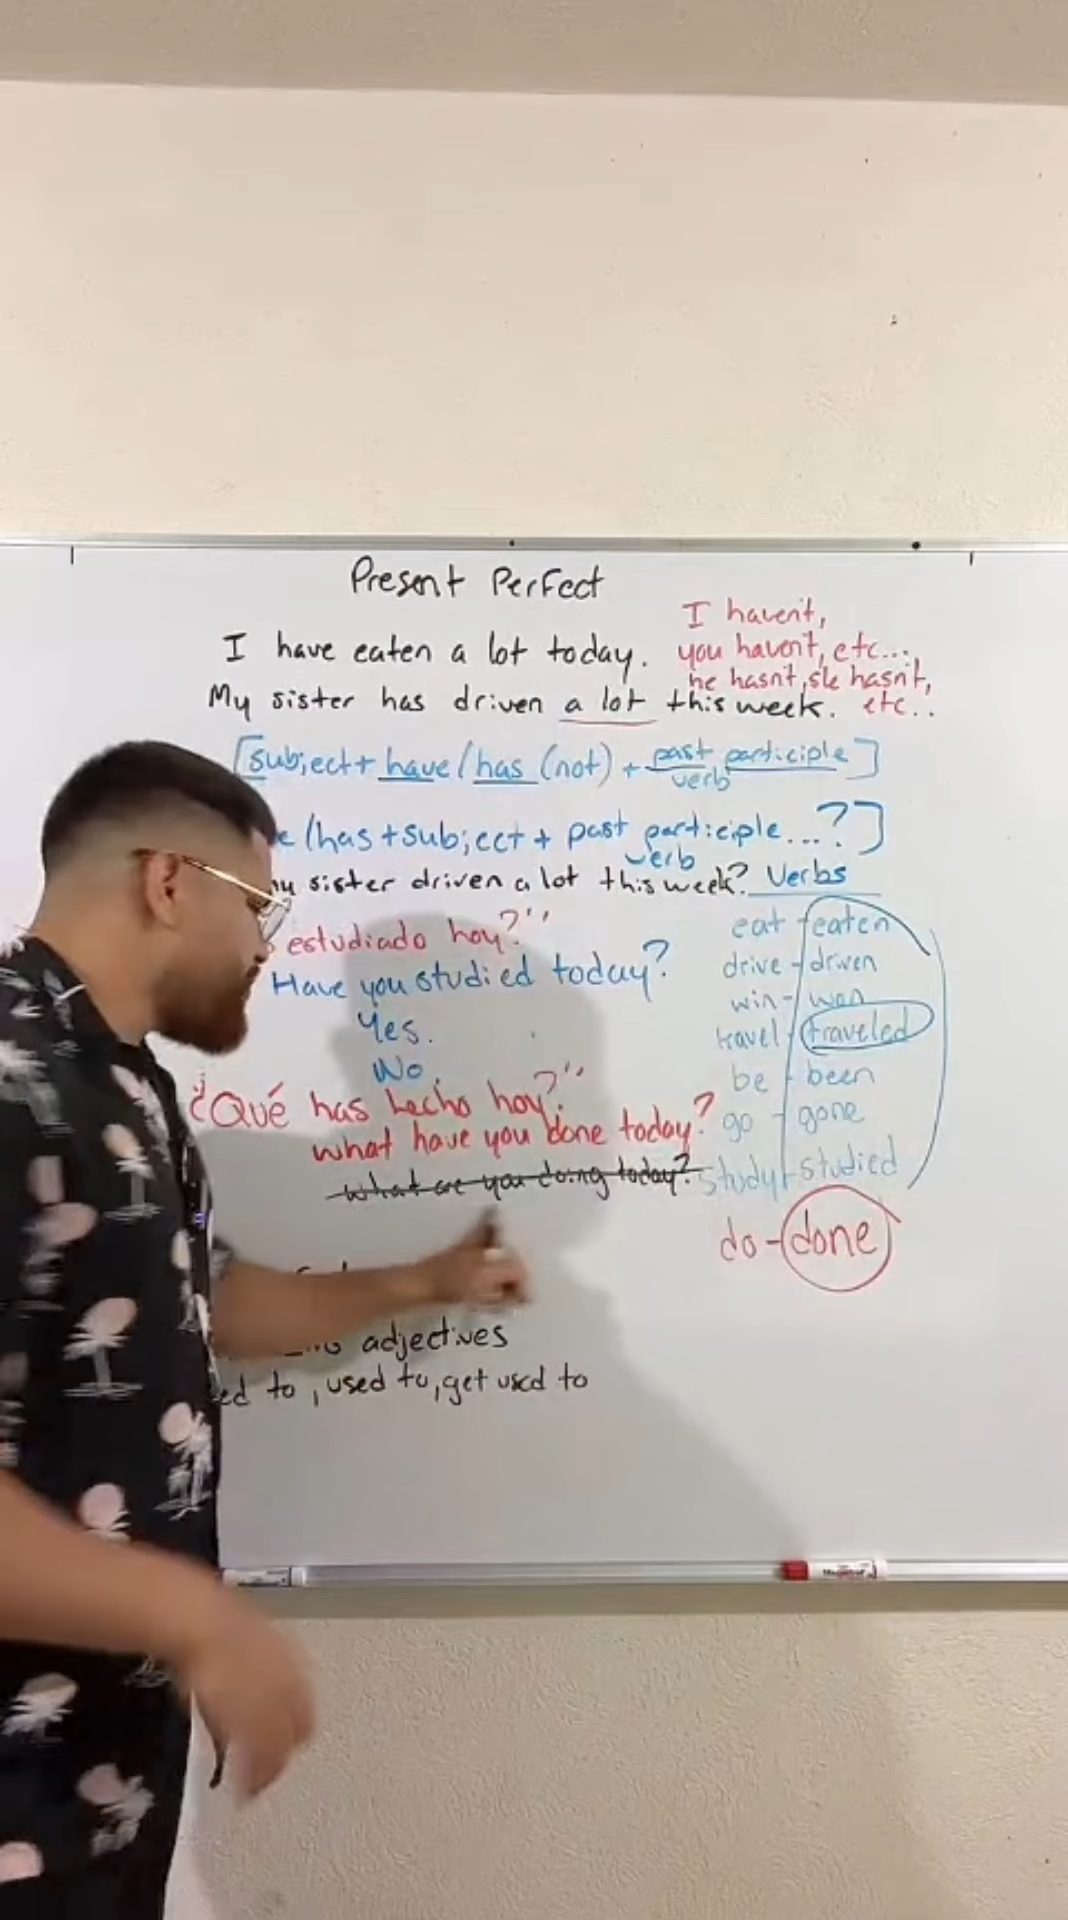 Present Perfect
I haven't,
I have eaten a lot today. you haven't, etc...
he hasn't, she hasn't,
My sister has driven a lot this week. etc..
[subject + have/has (not) + past participle]
verb
/has + subject + past participle...?]
verb
sister driven a lot this week? Verbs
eat - eaten
estudiado hoy?"
drive - driven
Have you studied today?
win - won
Yes.
travel - traveled
No.
be - been
¿Qué has hecho hoy?"
go - gone
what have you done today?
what are you doing today?
study - studied
do - done
adjectives
to, used to, get used to